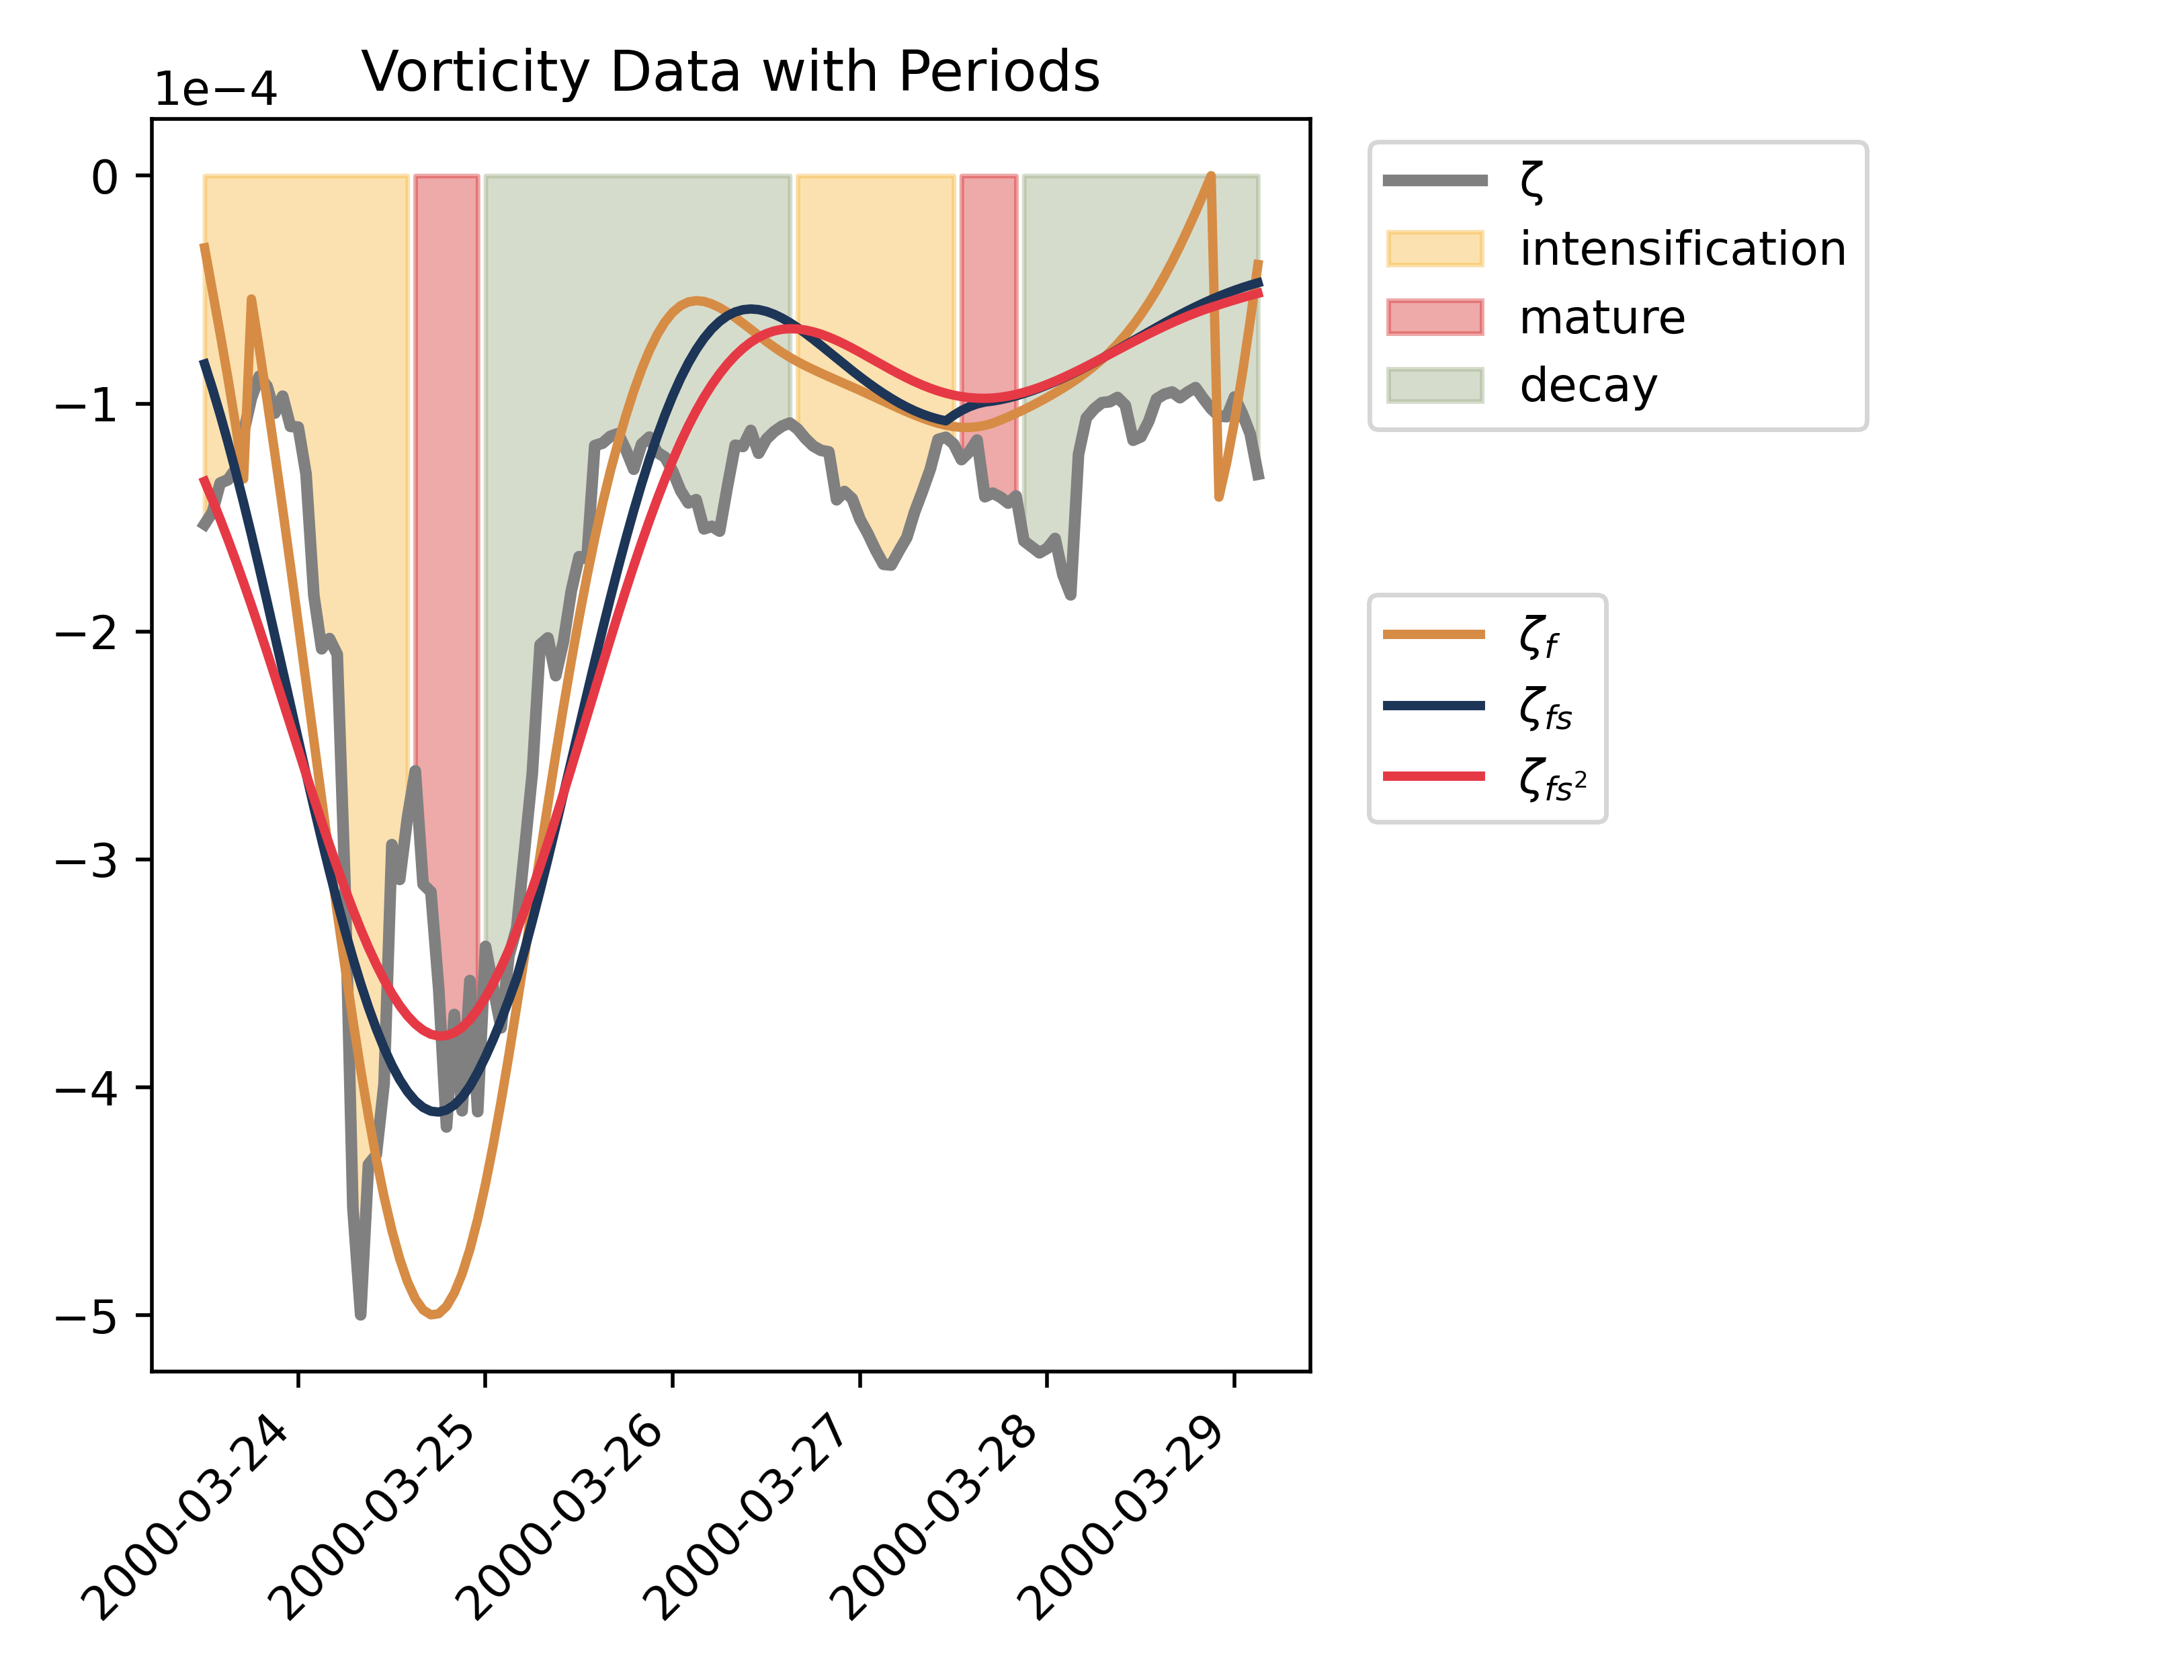 Vorticity Data with Periods
1e−4
0
−1
−2
−3
−4
−5
2000-03-24
2000-03-25
2000-03-26
2000-03-27
2000-03-28
2000-03-29
ζ
intensification
mature
decay
ζ_f
ζ_fs
ζ_fs²